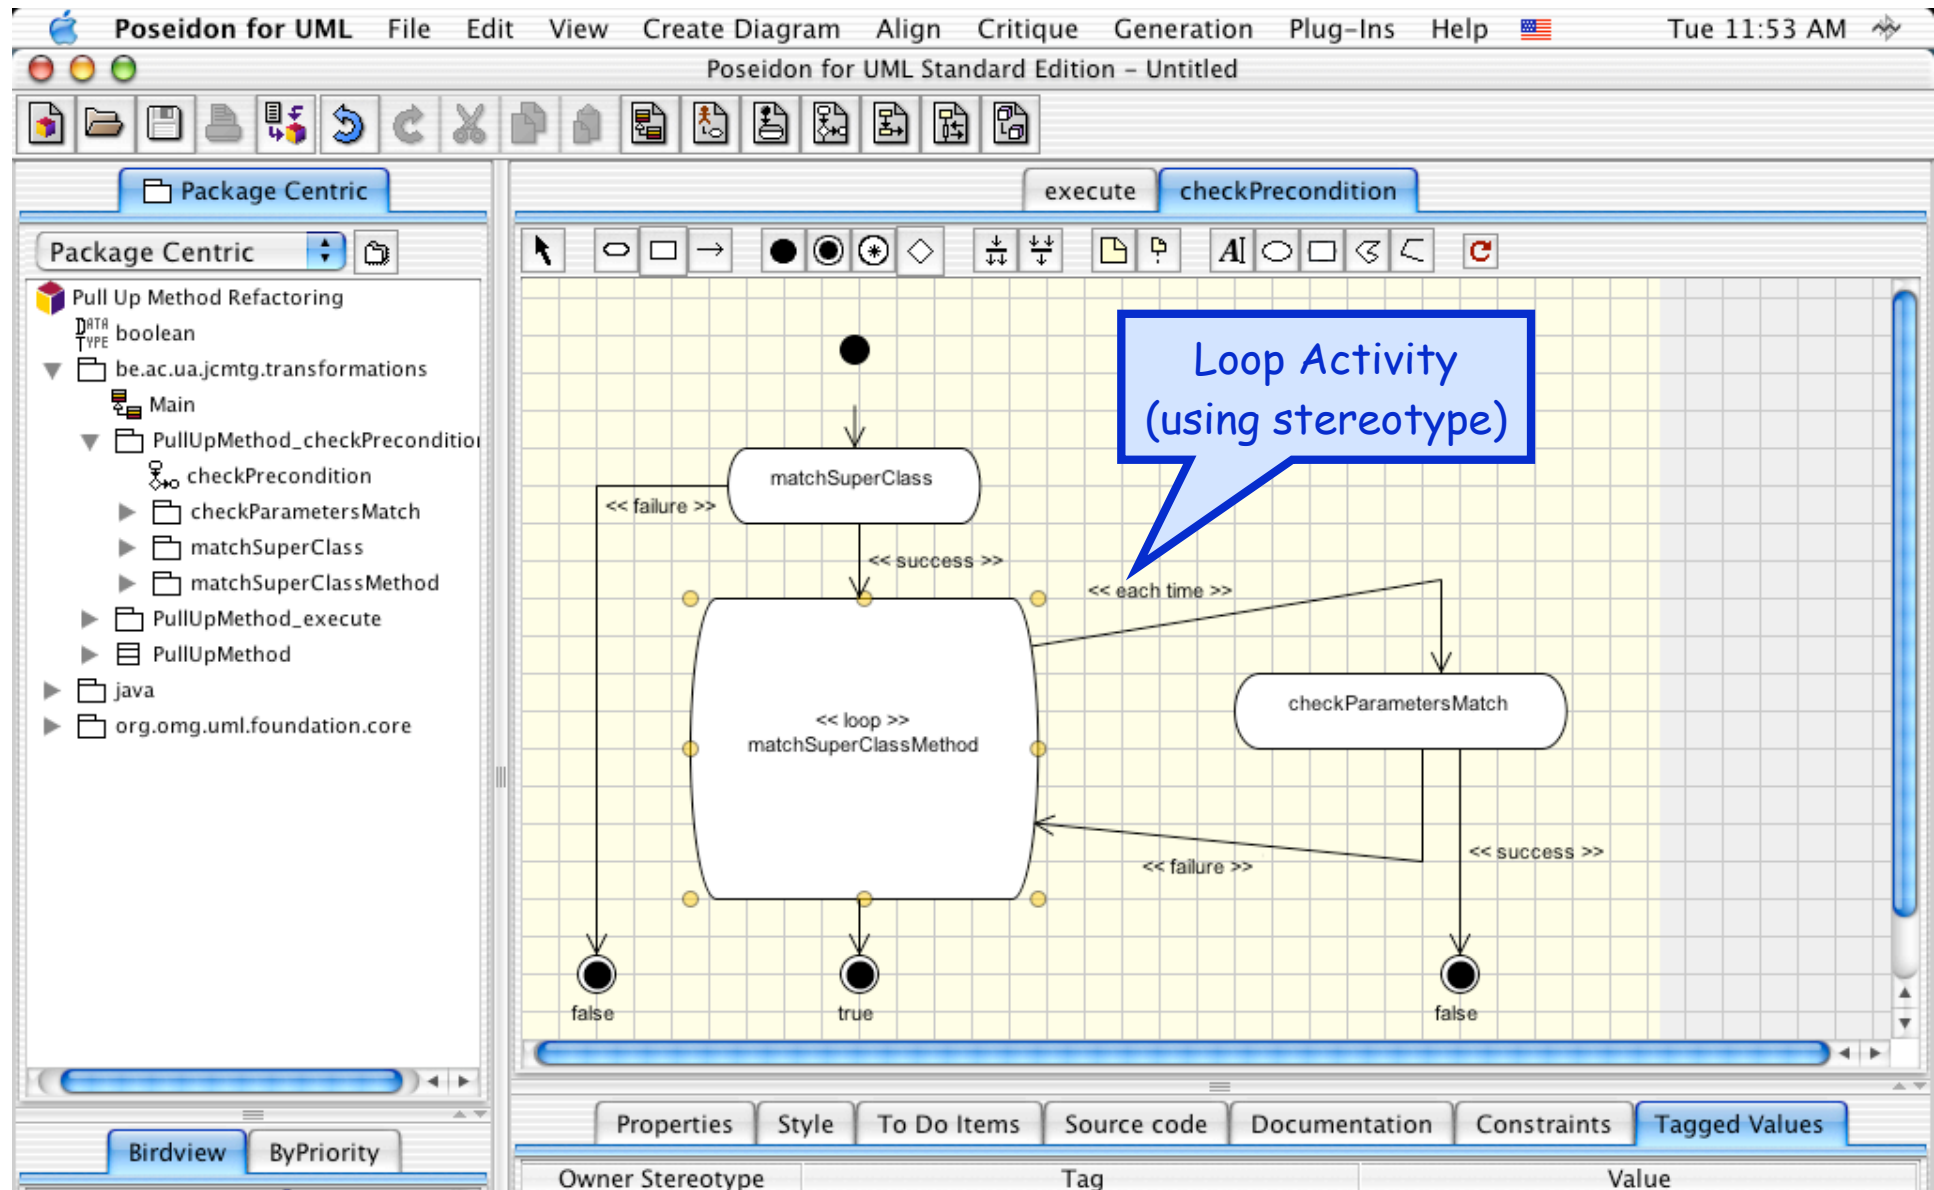 Poseidon for UML File Edit View Create Diagram Align Critique Generation Plug-Ins Help Tue 11:53 AM
Poseidon for UML Standard Edition – Untitled
Package Centric
execute checkPrecondition
Package Centric
Pull Up Method Refactoring
DATA TYPE boolean
be.ac.ua.jcmtg.transformations
Main
PullUpMethod_checkPrecondition
checkPrecondition
checkParametersMatch
matchSuperClass
matchSuperClassMethod
PullUpMethod_execute
PullUpMethod
java
org.omg.uml.foundation.core
AI
C
Loop Activity
(using stereotype)
matchSuperClass
<< failure >>
<< success >>
<< each time >>
<< loop >>
matchSuperClassMethod
checkParametersMatch
<< failure >>
<< success >>
false
true
false
Birdview ByPriority
Properties Style To Do Items Source code Documentation Constraints Tagged Values
Owner Stereotype Tag Value